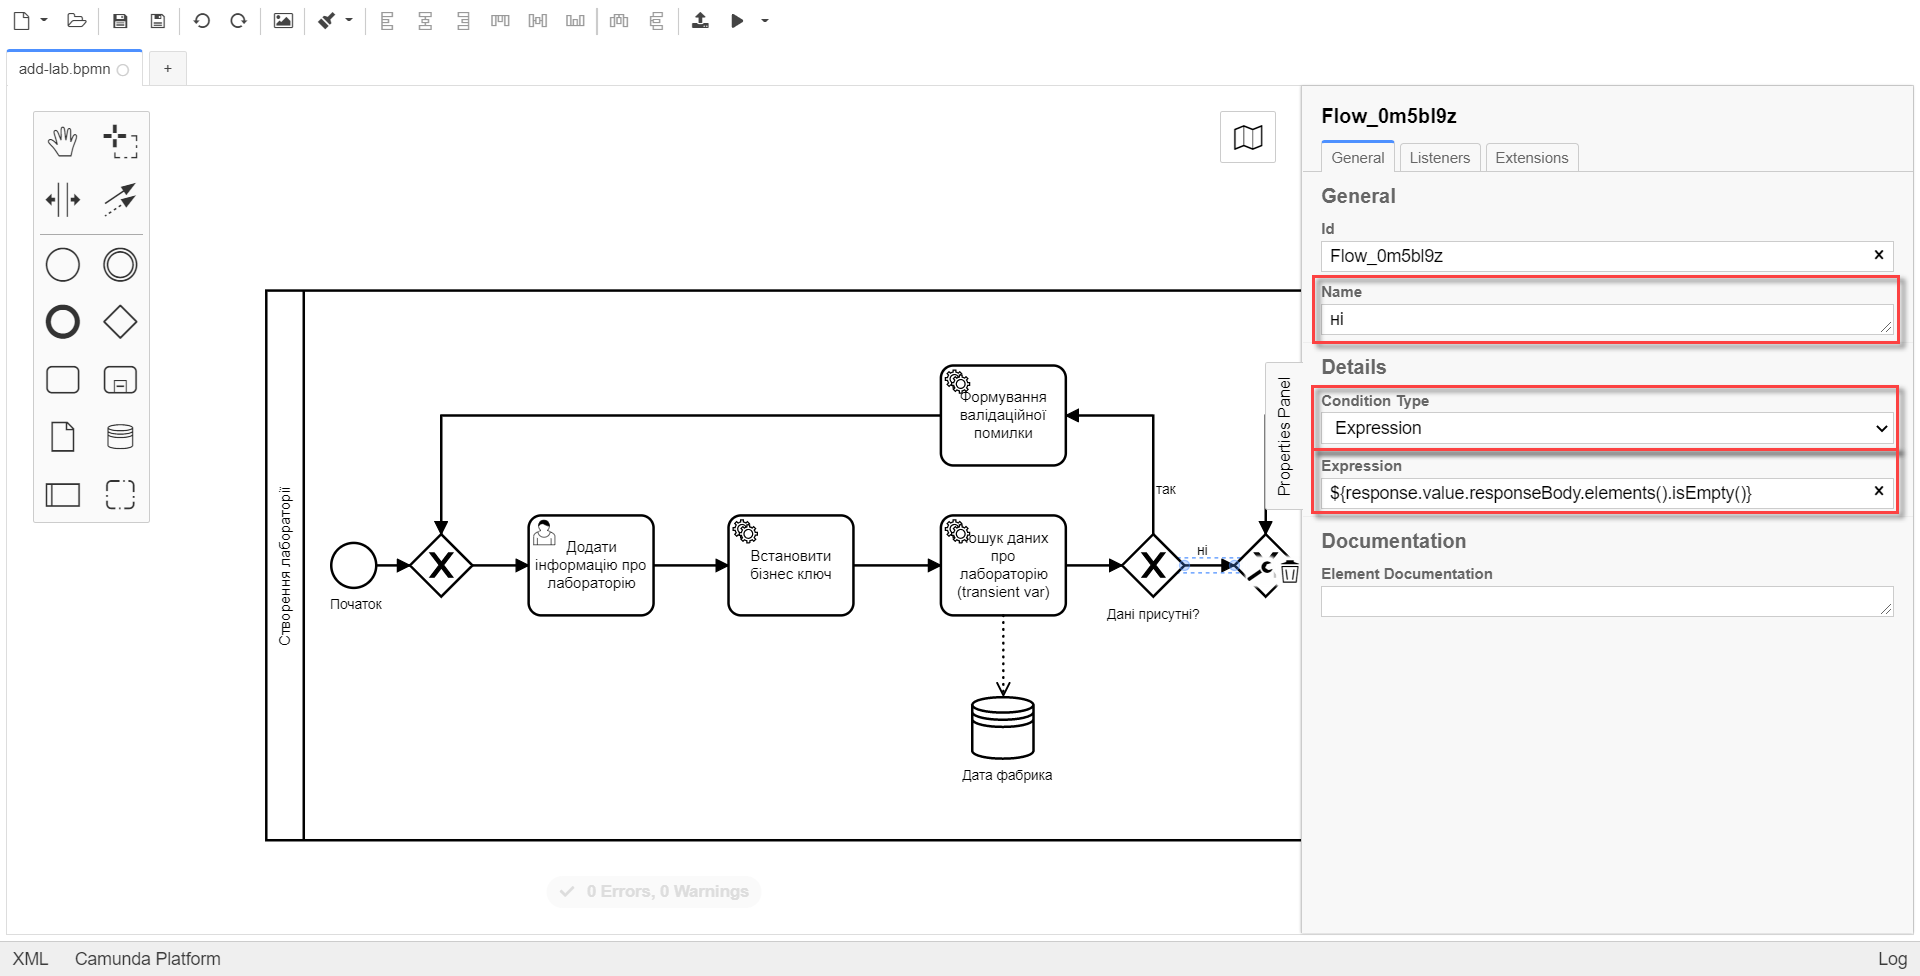 add-lab.bpmn
+
Flow_0m5bl9z
General
Listeners
Extensions
General
Id
Flow_0m5bl9z
Name
ні
Details
Condition Type
Expression
Expression
${response.value.responseBody.elements().isEmpty()}
Documentation
Element Documentation
Properties Panel
Створення лабораторії
Початок
Додати
інформацію про
лабораторію
Встановити
бізнес ключ
Формування
валідаційної
помилки
Пошук даних
про
лабораторію
(transient var)
так
ні
Дані присутні?
Дата фабрика
0 Errors, 0 Warnings
XML
Camunda Platform
Log